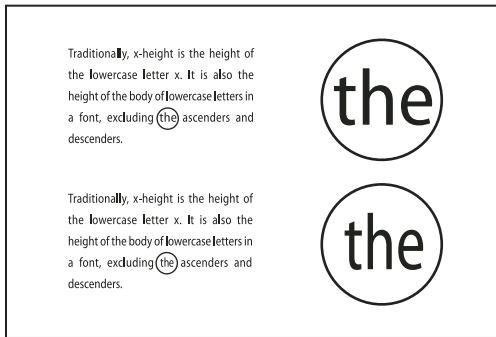 Traditionally, x-height is the height of
the lowercase letter x. It is also the
height of the body of lowercase letters in
a font, excluding the ascenders and
descenders.
the
Traditionally, x-height is the height of
the lowercase letter x. It is also the
height of the body of lowercase letters in
a font, excluding the ascenders and
descenders.
the